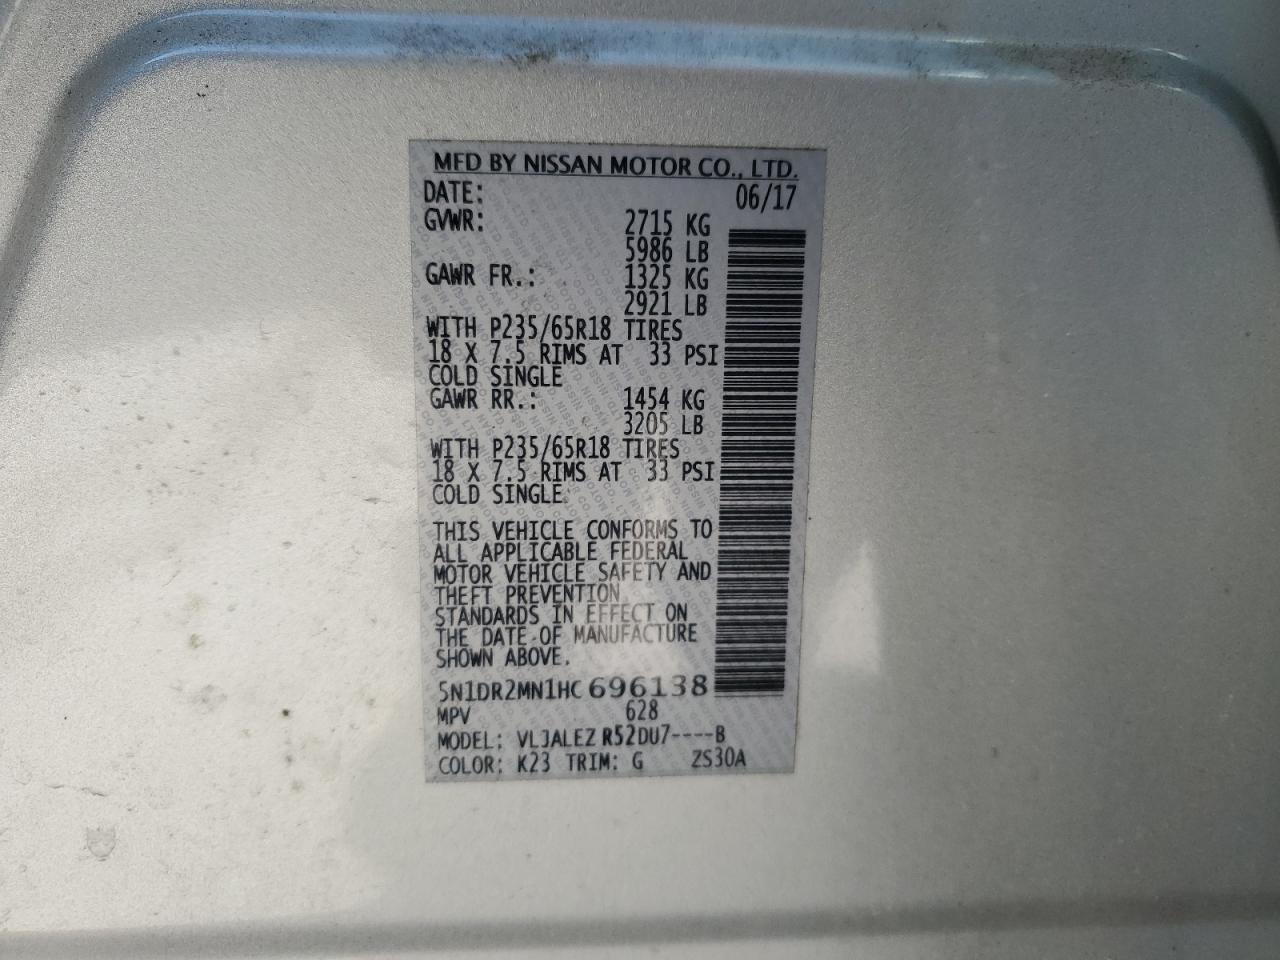 MFD BY NISSAN MOTOR CO., LTD.
DATE: 06/17
GVWR: 2715 KG
5986 LB
GAWR FR.: 1325 KG
2921 LB
WITH P235/65R18 TIRES
18 X 7.5 RIMS AT 33 PSI
COLD SINGLE
GAWR RR.: 1454 KG
3205 LB
WITH P235/65R18 TIRES
18 X 7.5 RIMS AT 33 PSI
COLD SINGLE
THIS VEHICLE CONFORMS TO
ALL APPLICABLE FEDERAL
MOTOR VEHICLE SAFETY AND
THEFT PREVENTION
STANDARDS IN EFFECT ON
THE DATE OF MANUFACTURE
SHOWN ABOVE.
5N1DR2MN1HC696138
MPV 628
MODEL: VLJALEZ R52DU7----B
COLOR: K23 TRIM: G ZS30A